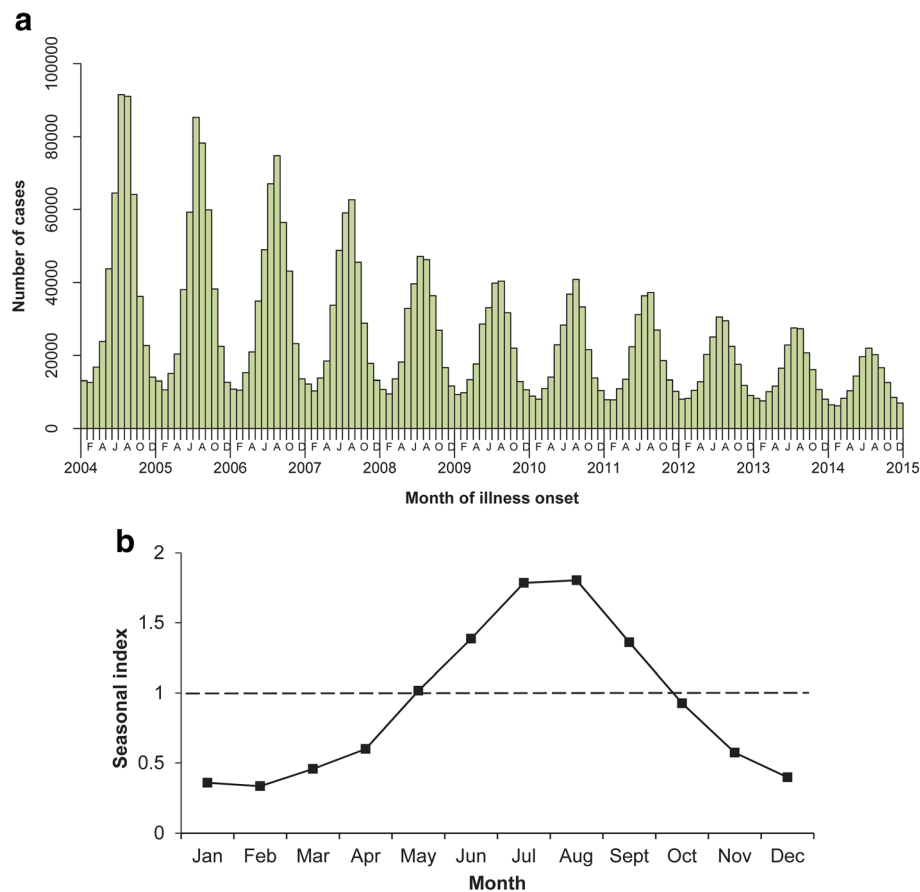 a
100000
80000
60000
40000
20000
0
Number of cases
F A J A O D F A J A O D F A J A O D F A J A O D F A J A O D F A J A O D F A J A O D F A J A O D F A J A O D F A J A O D F A J A O D
2004 2005 2006 2007 2008 2009 2010 2011 2012 2013 2014 2015
Month of illness onset
b
2
1.5
1
0.5
0
Seasonal index
Jan Feb Mar Apr May Jun Jul Aug Sept Oct Nov Dec
Month